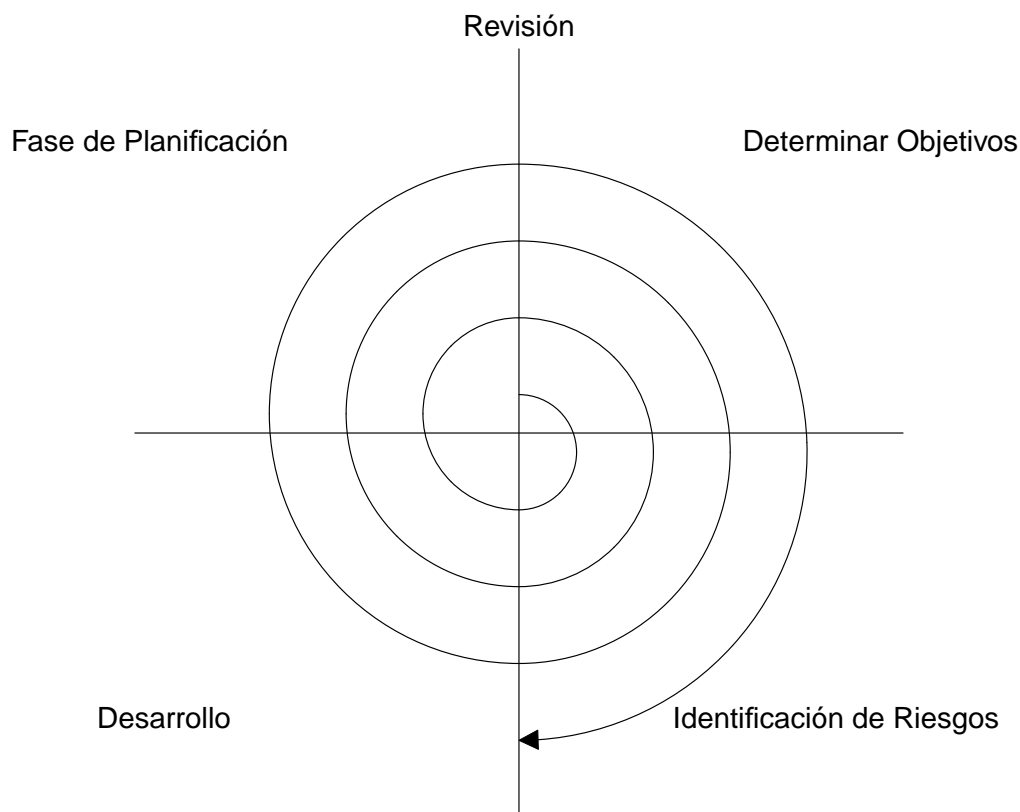 Revisión
Fase de Planificación
Determinar Objetivos
Desarrollo
Identificación de Riesgos